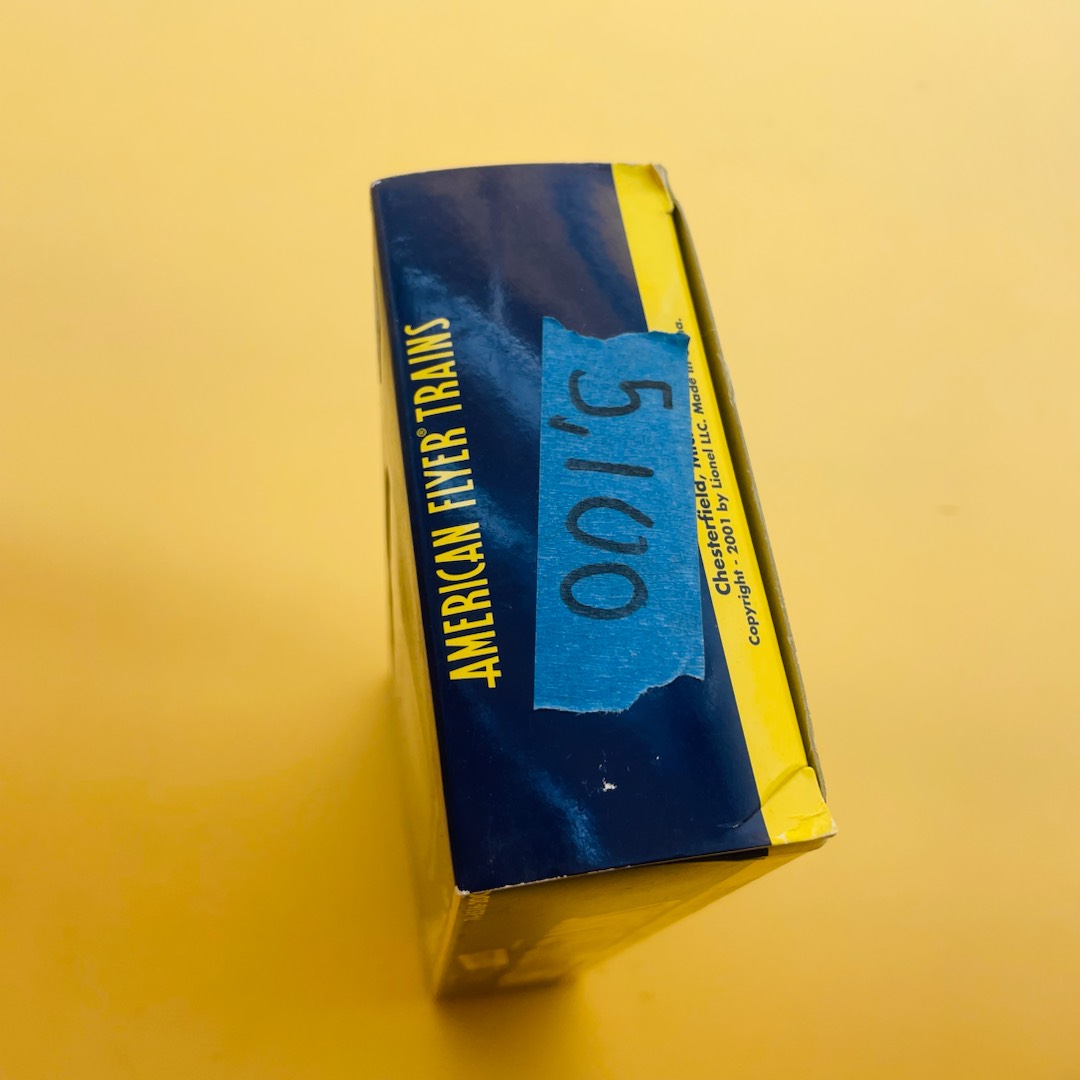 AMERICAN FLYER® TRAINS
5,100
Chesterfield,
Copyright - 2001 by Lionel LLC. Made in